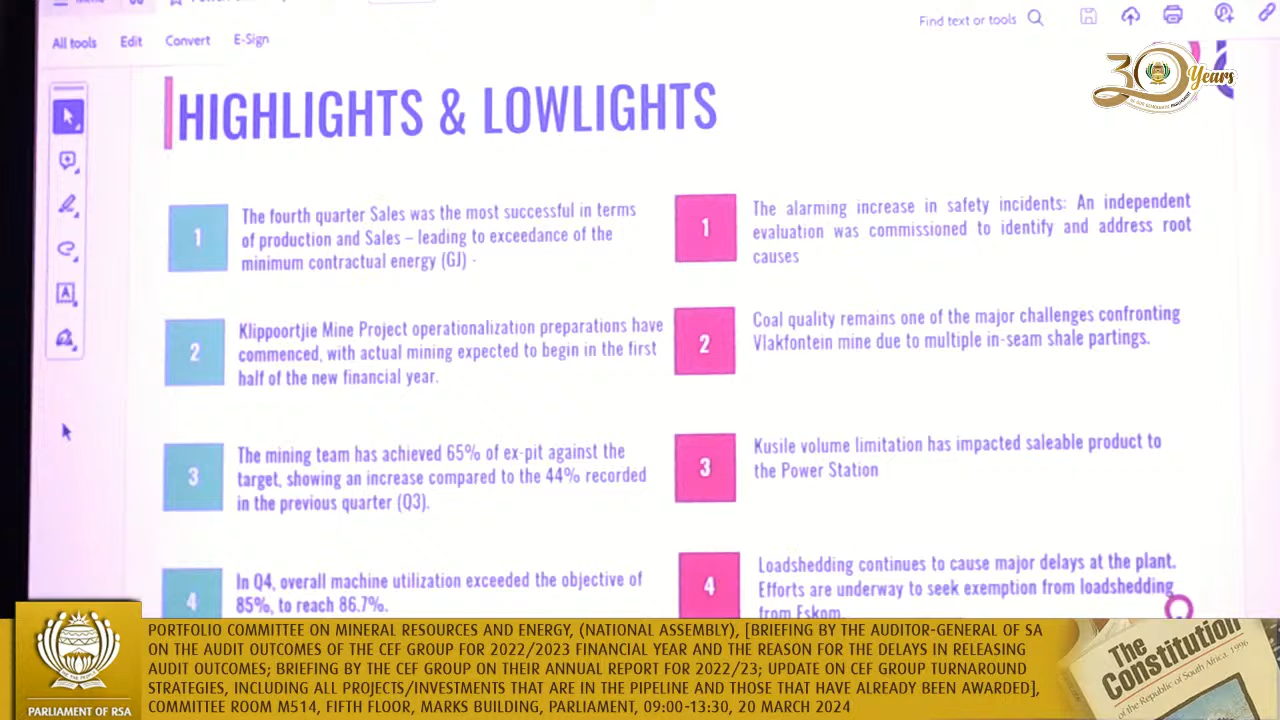 Find text or tools
All tools Edit Convert E-Sign
30 Years
HIGHLIGHTS & LOWLIGHTS
1
The fourth quarter Sales was the most successful in terms
of production and Sales – leading to exceedance of the
minimum contractual energy (GJ) -
2
Klippoortjie Mine Project operationalization preparations have
commenced, with actual mining expected to begin in the first
half of the new financial year.
3
The mining team has achieved 65% of ex-pit against the
target, showing an increase compared to the 44% recorded
in the previous quarter (Q3).
4
In Q4, overall machine utilization exceeded the objective of
85%, to reach 86.7%.
1
The alarming increase in safety incidents: An independent
evaluation was commissioned to identify and address root
causes
2
Coal quality remains one of the major challenges confronting
Vlakfontein mine due to multiple in-seam shale partings.
3
Kusile volume limitation has impacted saleable product to
the Power Station
4
Loadshedding continues to cause major delays at the plant.
Efforts are underway to seek exemption from loadshedding
from Eskom.
PORTFOLIO COMMITTEE ON MINERAL RESOURCES AND ENERGY, (NATIONAL ASSEMBLY), [BRIEFING BY THE AUDITOR-GENERAL OF SA
ON THE AUDIT OUTCOMES OF THE CEF GROUP FOR 2022/2023 FINANCIAL YEAR AND THE REASON FOR THE DELAYS IN RELEASING
AUDIT OUTCOMES; BRIEFING BY THE CEF GROUP ON THEIR ANNUAL REPORT FOR 2022/23; UPDATE ON CEF GROUP TURNAROUND
STRATEGIES, INCLUDING ALL PROJECTS/INVESTMENTS THAT ARE IN THE PIPELINE AND THOSE THAT HAVE ALREADY BEEN AWARDED],
COMMITTEE ROOM M514, FIFTH FLOOR, MARKS BUILDING, PARLIAMENT, 09:00-13:30, 20 MARCH 2024
PARLIAMENT OF RSA
The
Constitution
of the Republic of South Africa, 1996